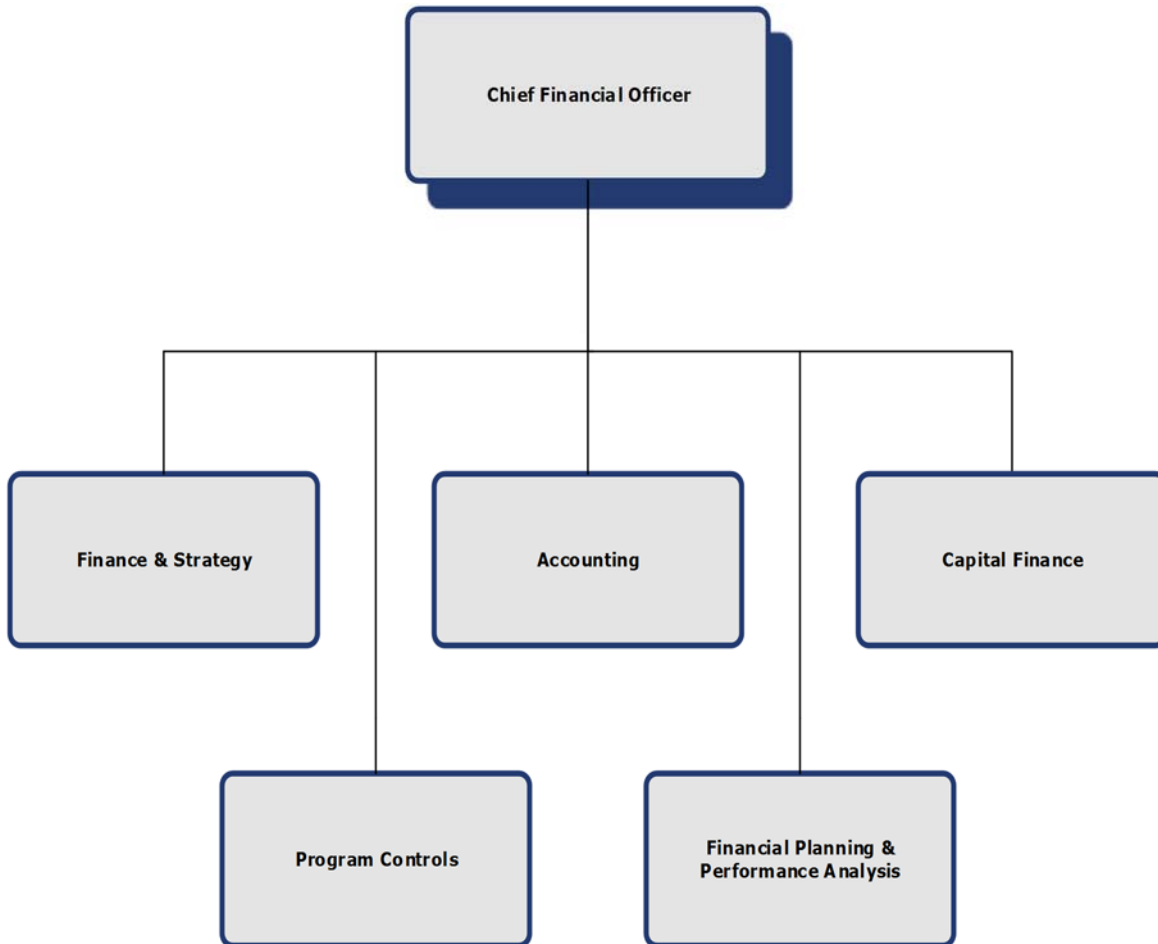 Chief Financial Officer
Finance & Strategy
Accounting
Capital Finance
Program Controls
Financial Planning &
Performance Analysis